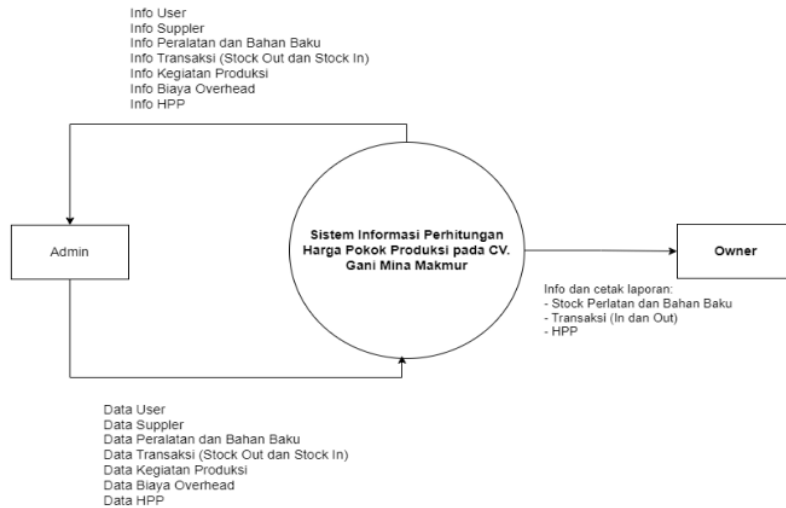 Info User
Info Suppler
Info Peralatan dan Bahan Baku
Info Transaksi (Stock Out dan Stock In)
Info Kegiatan Produksi
Info Biaya Overhead
Info HPP
Admin
Sistem Informasi Perhitungan
Harga Pokok Produksi pada CV.
Gani Mina Makmur
Owner
Info dan cetak laporan:
- Stock Perlatan dan Bahan Baku
- Transaksi (In dan Out)
- HPP
Data User
Data Suppler
Data Peralatan dan Bahan Baku
Data Transaksi (Stock Out dan Stock In)
Data Kegiatan Produksi
Data Biaya Overhead
Data HPP